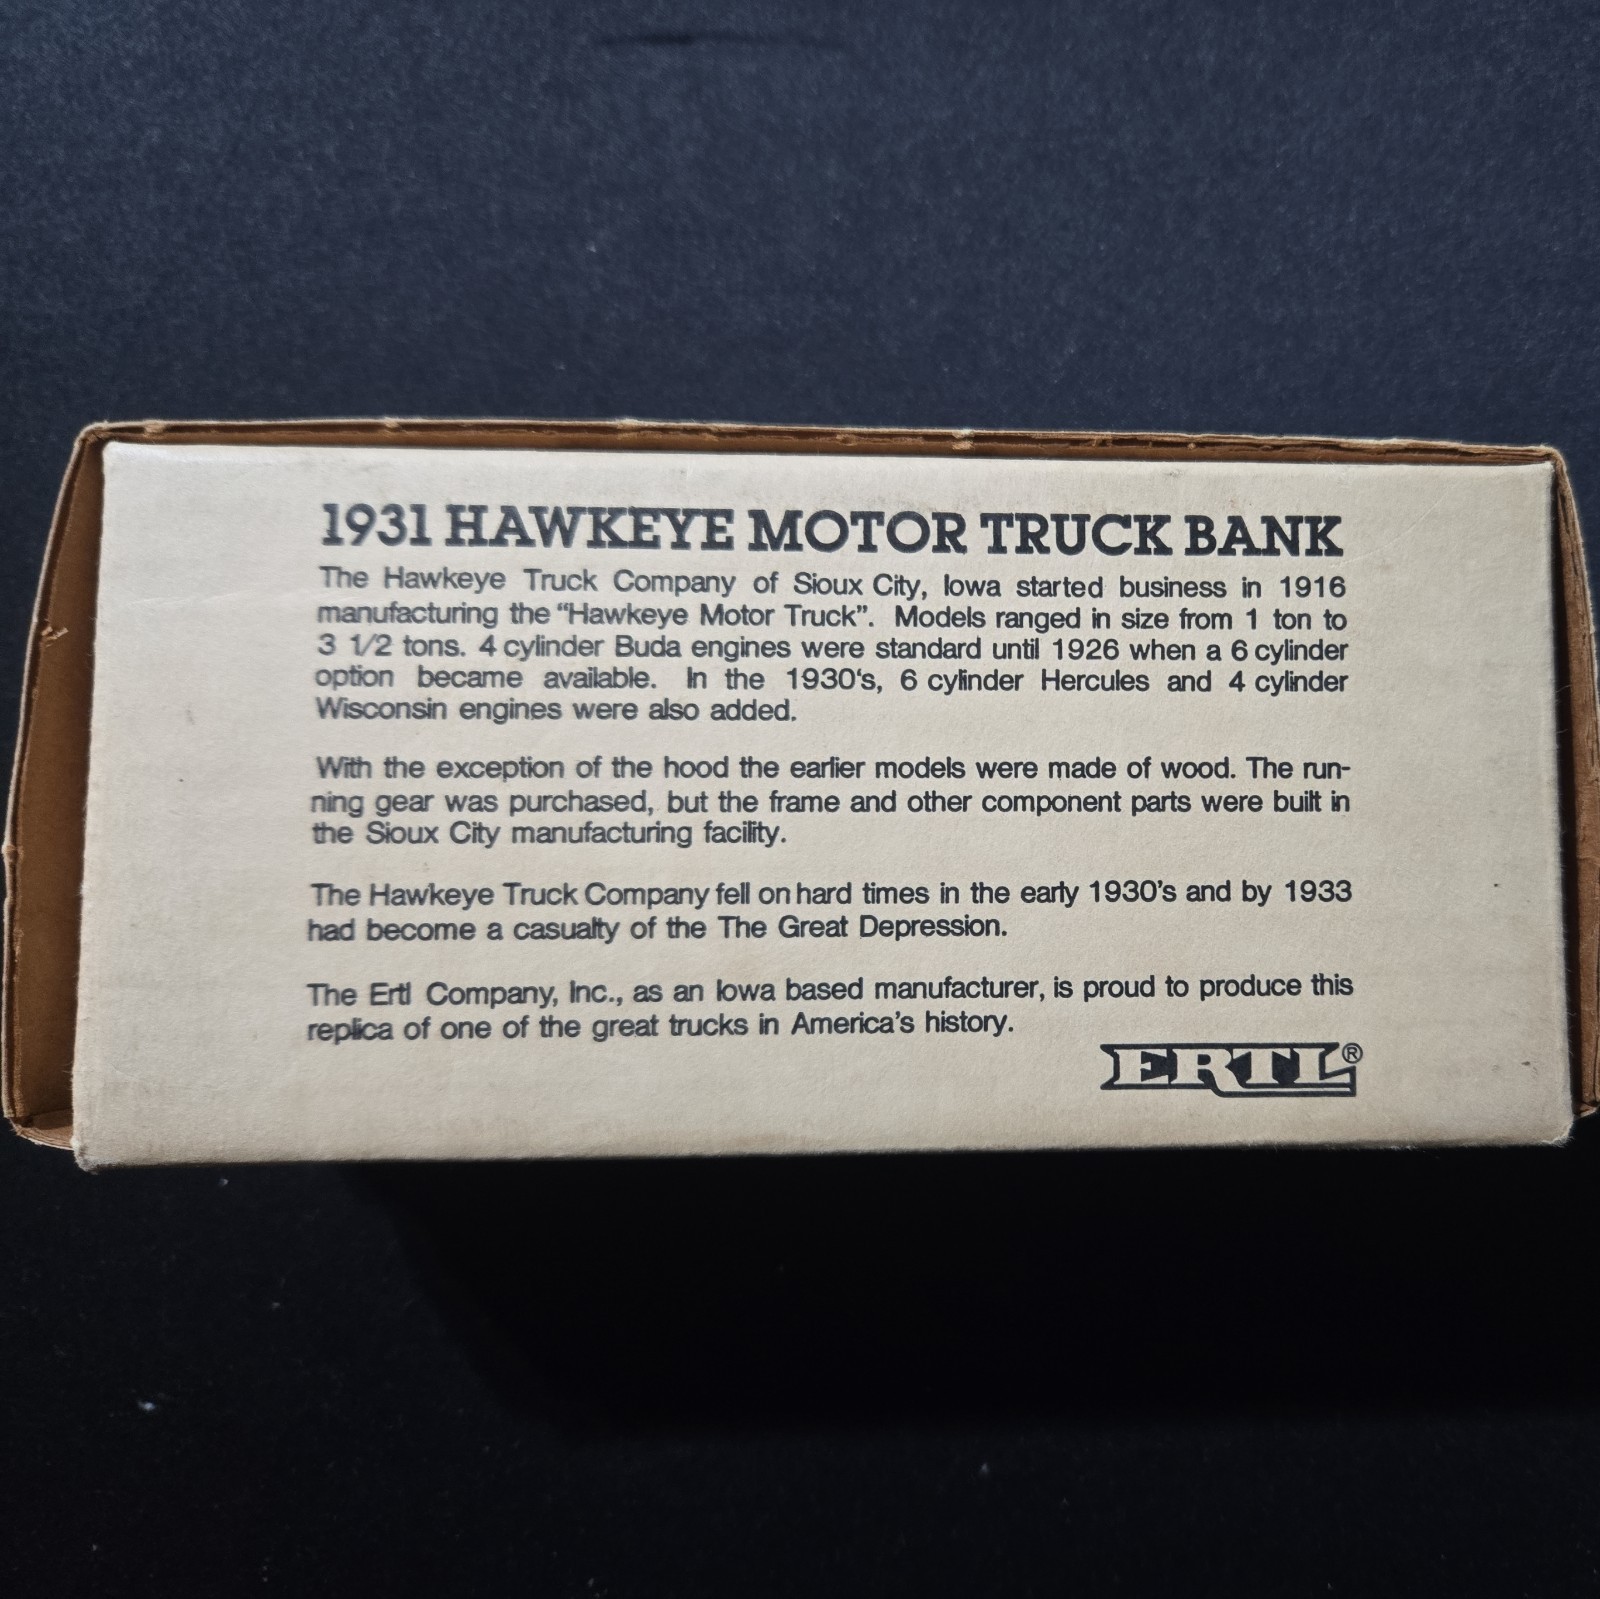 1931 HAWKEYE MOTOR TRUCK BANK
The Hawkeye Truck Company of Sioux City, Iowa started business in 1916
manufacturing the “Hawkeye Motor Truck”. Models ranged in size from 1 ton to
3 1/2 tons. 4 cylinder Buda engines were standard until 1926 when a 6 cylinder
option became available. In the 1930‘s, 6 cylinder Hercules and 4 cylinder
Wisconsin engines were also added.
With the exception of the hood the earlier models were made of wood. The run-
ning gear was purchased, but the frame and other component parts were built in
the Sioux City manufacturing facility.
The Hawkeye Truck Company fell on hard times in the early 1930’s and by 1933
had become a casualty of the The Great Depression.
The Ertl Company, Inc., as an Iowa based manufacturer, is proud to produce this
replica of one of the great trucks in America’s history.
ERTL®